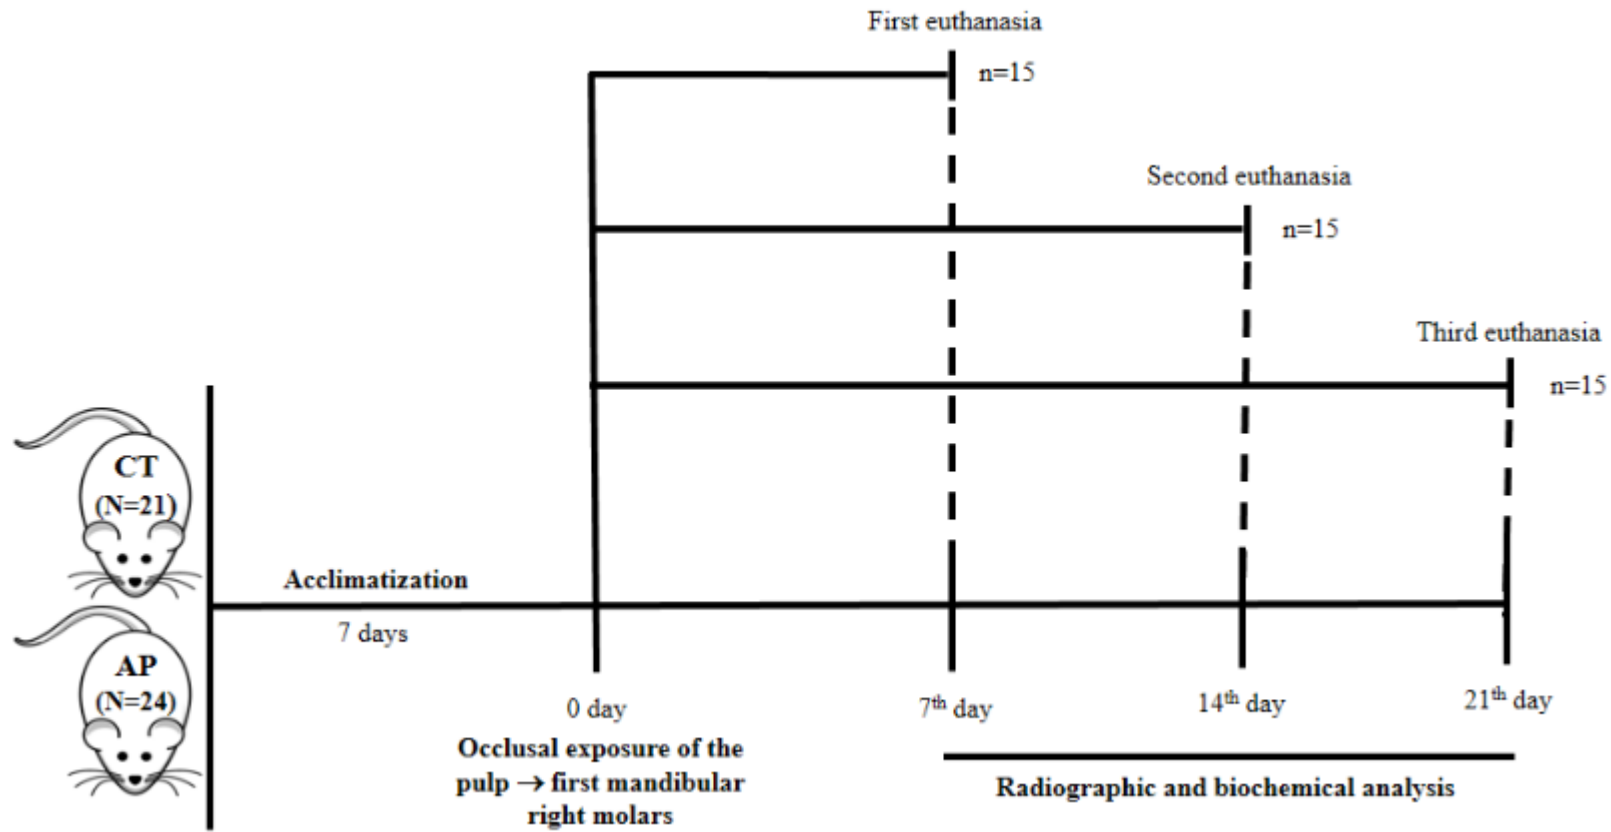 First euthanasia
n=15
Second euthanasia
n=15
Third euthanasia
n=15
CT
(N=21)
Acclimatization
7 days
AP
(N=24)
0 day
7th day
14th day
21th day
Occlusal exposure of the
pulp → first mandibular
right molars
Radiographic and biochemical analysis